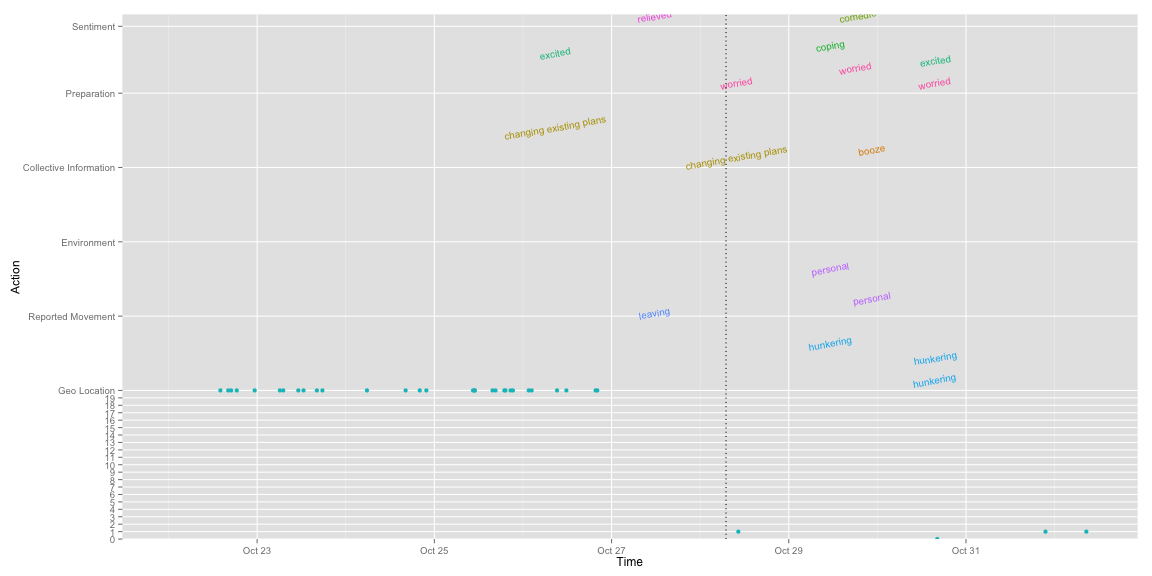 relieved
comedic
Sentiment
coping
excited
excited
worried
worried
worried
Preparation
changing existing plans
changing existing plans
booze
Collective Information
Environment
personal
personal
leaving
Reported Movement
hunkering
hunkering
hunkering
Geo Location
19
18
17
16
15
14
13
12
11
10
9
8
7
6
5
4
3
2
1
0
Action
Oct 23
Oct 25
Oct 27
Oct 29
Oct 31
Time